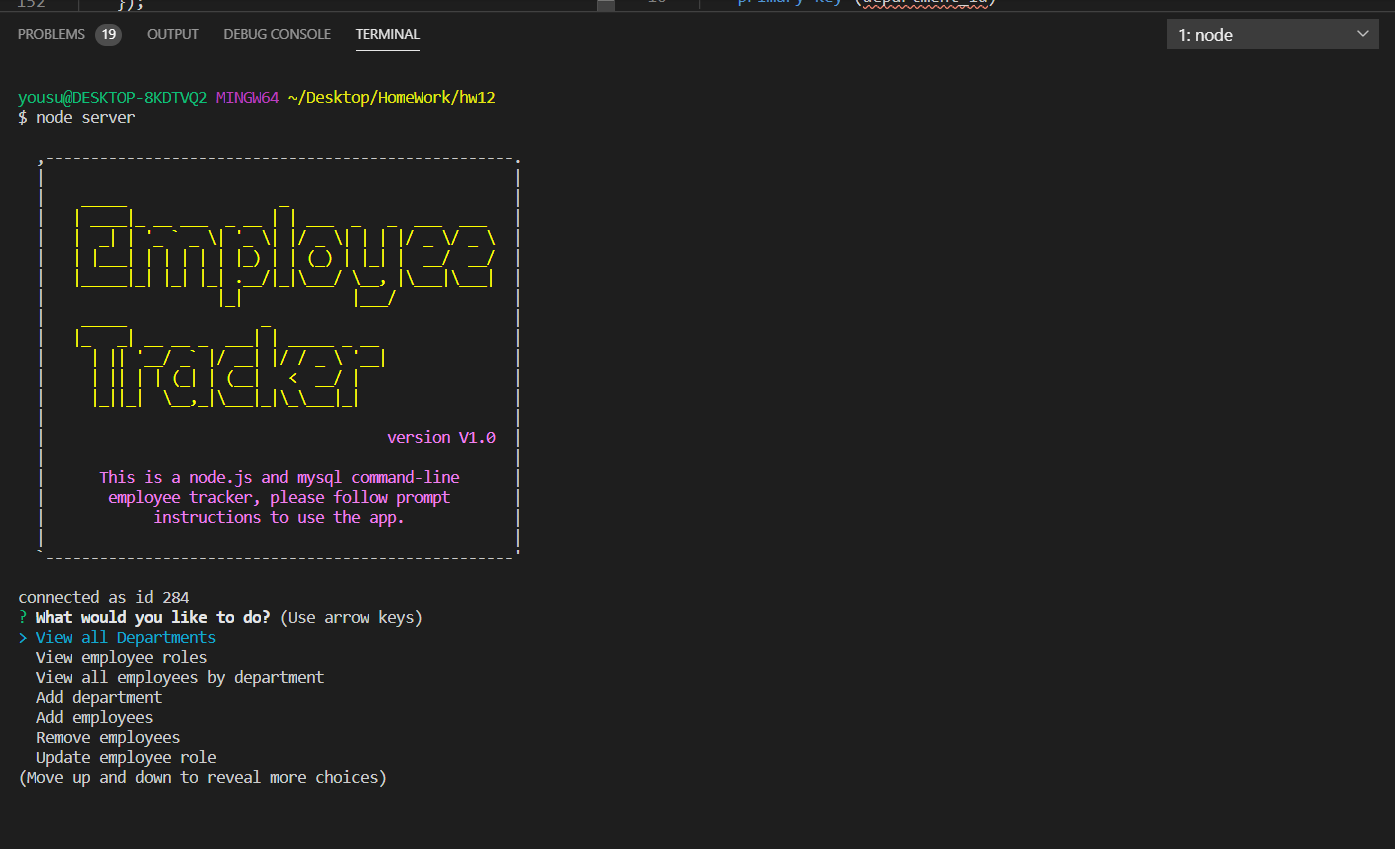 152 });
primary key (department_id)
PROBLEMS 19 OUTPUT DEBUG CONSOLE TERMINAL 1: node
yousu@DESKTOP-8KDTVQ2 MINGW64 ~/Desktop/HomeWork/hw12
$ node server
Employee
Tracker
version V1.0
This is a node.js and mysql command-line
employee tracker, please follow prompt
instructions to use the app.
connected as id 284
? What would you like to do? (Use arrow keys)
> View all Departments
View employee roles
View all employees by department
Add department
Add employees
Remove employees
Update employee role
(Move up and down to reveal more choices)